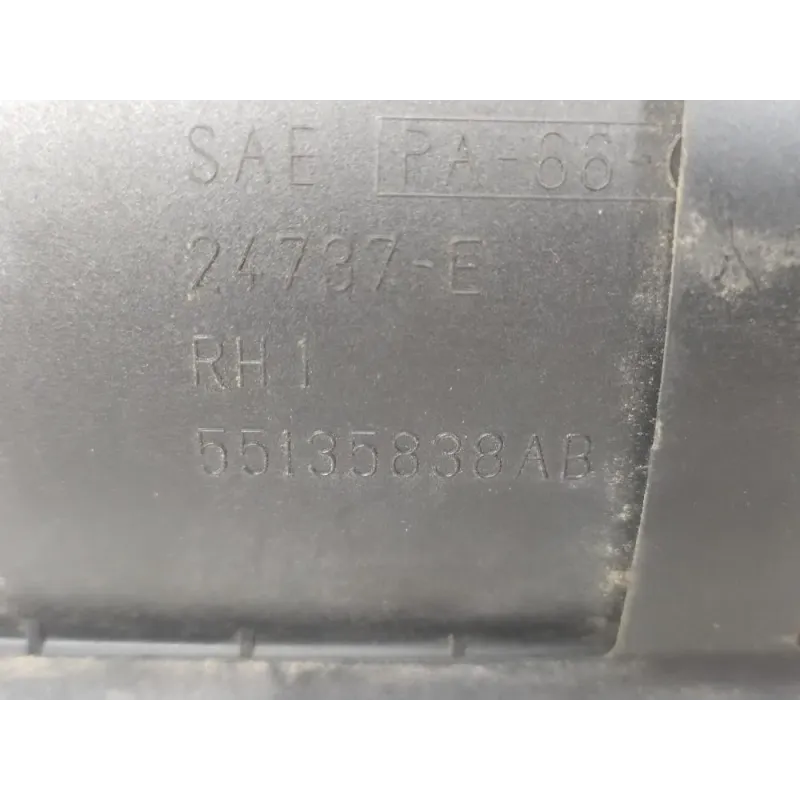 SAE PA-66-
24737-E
RH 1
55135838AB